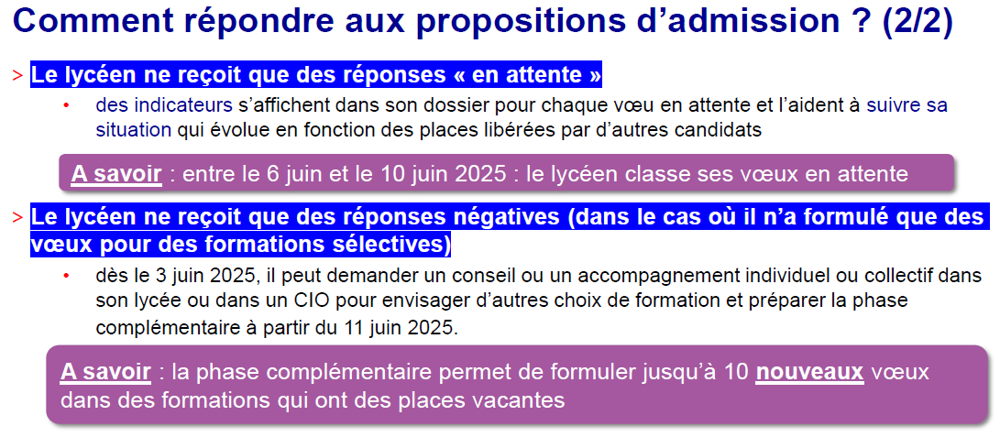 Comment répondre aux propositions d’admission ? (2/2)
> Le lycéen ne reçoit que des réponses « en attente »
• des indicateurs s’affichent dans son dossier pour chaque vœu en attente et l’aident à suivre sa
situation qui évolue en fonction des places libérées par d’autres candidats
A savoir : entre le 6 juin et le 10 juin 2025 : le lycéen classe ses vœux en attente
> Le lycéen ne reçoit que des réponses négatives (dans le cas où il n’a formulé que des
vœux pour des formations sélectives)
• dès le 3 juin 2025, il peut demander un conseil ou un accompagnement individuel ou collectif dans
son lycée ou dans un CIO pour envisager d’autres choix de formation et préparer la phase
complémentaire à partir du 11 juin 2025.
A savoir : la phase complémentaire permet de formuler jusqu’à 10 nouveaux vœux
dans des formations qui ont des places vacantes